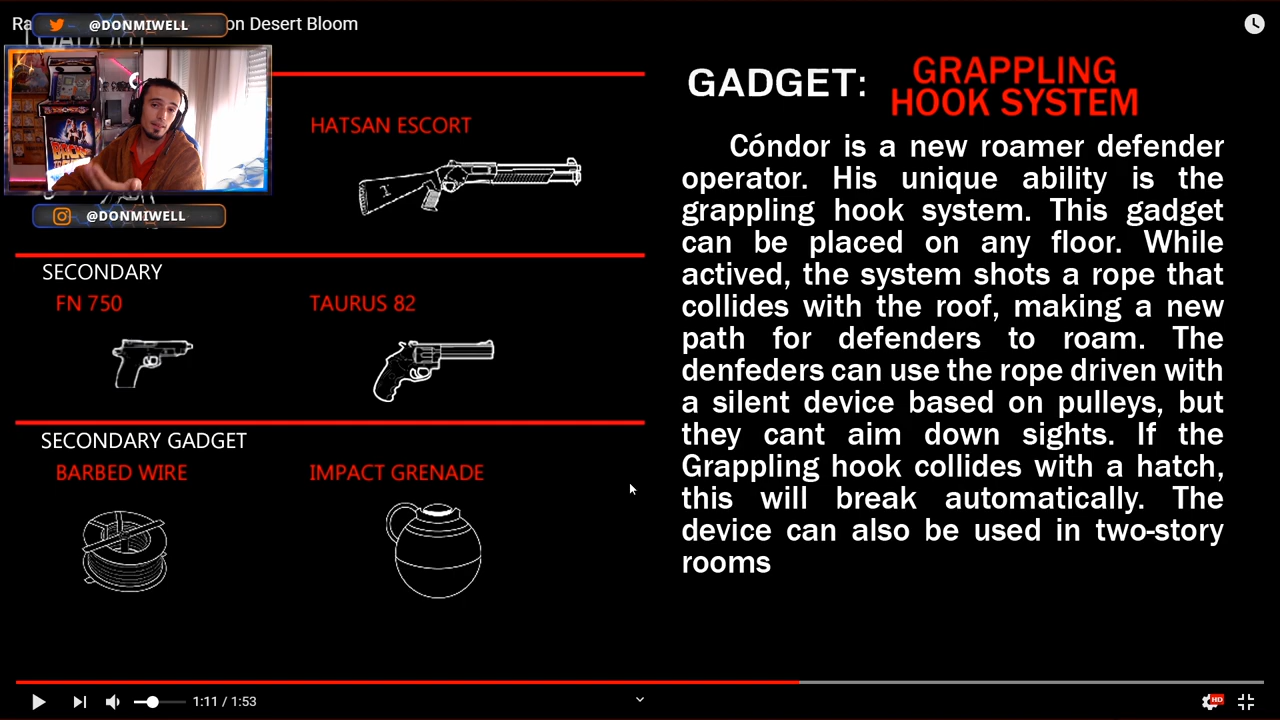 Ra
on Desert Bloom
@DONMIWELL
@DONMIWELL
HATSAN ESCORT
SECONDARY
FN 750
TAURUS 82
SECONDARY GADGET
BARBED WIRE
IMPACT GRENADE
GADGET:
GRAPPLING
HOOK SYSTEM
Cóndor is a new roamer defender
operator. His unique ability is the
grappling hook system. This gadget
can be placed on any floor. While
actived, the system shots a rope that
collides with the roof, making a new
path for defenders to roam. The
denfeders can use the rope driven with
a silent device based on pulleys, but
they cant aim down sights. If the
Grappling hook collides with a hatch,
this will break automatically. The
device can also be used in two-story
rooms
1:11 / 1:53
HD